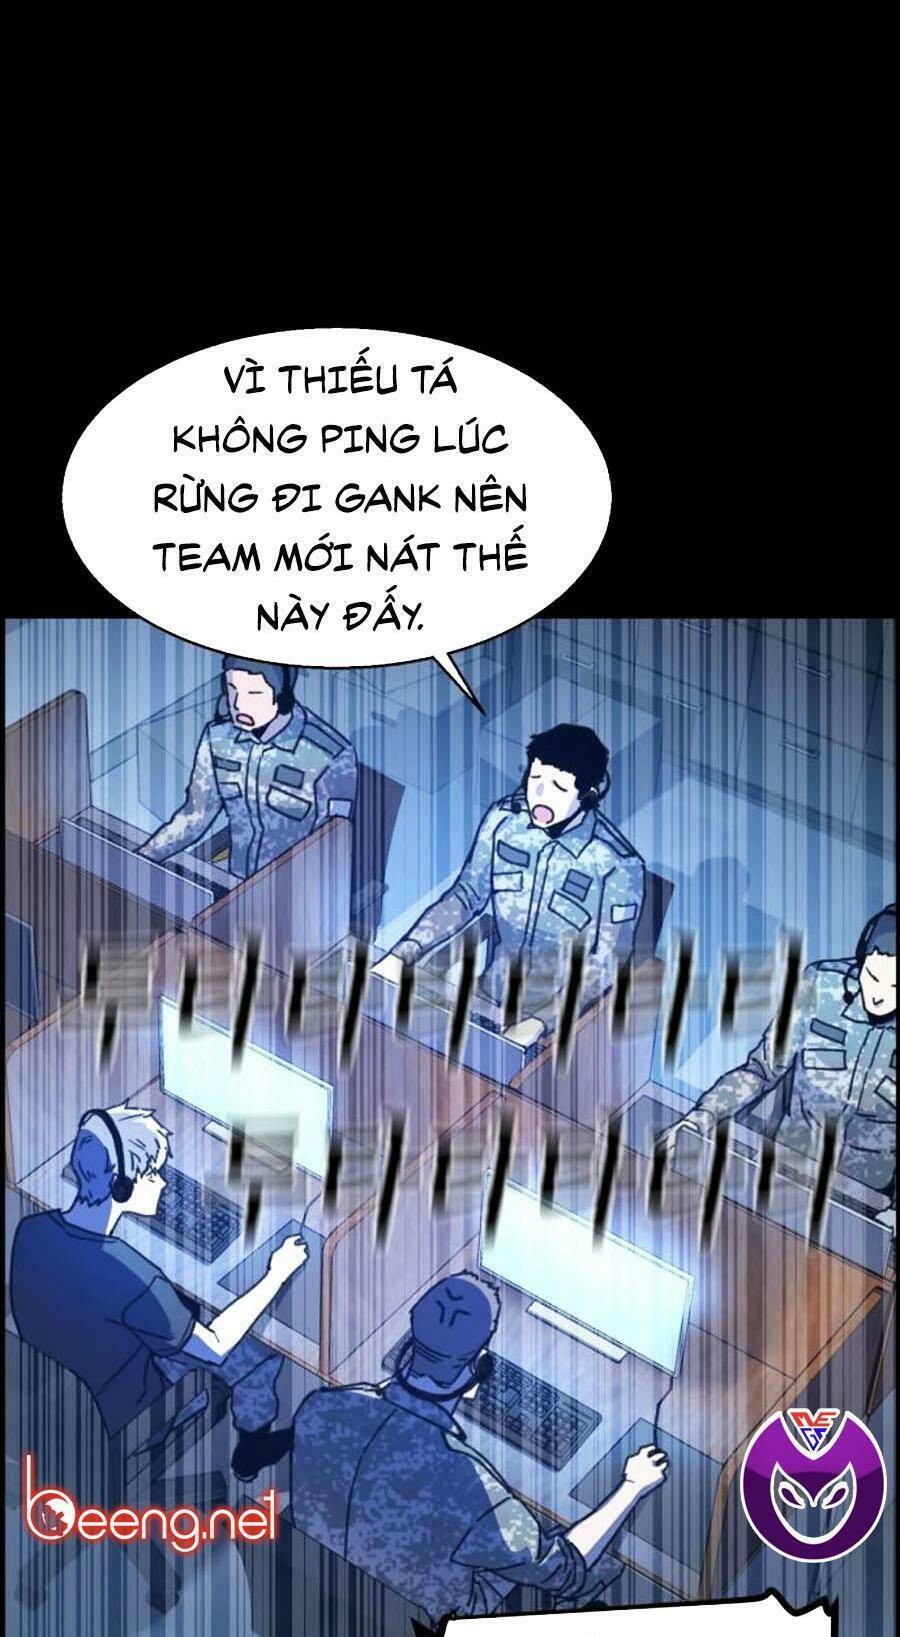 VÌ THIẾU TÁ
KHÔNG PING LÚC
RỪNG ĐI GANK NÊN
TEAM MỚI NÁT THẾ
NÀY ĐẤY.
beeng.net